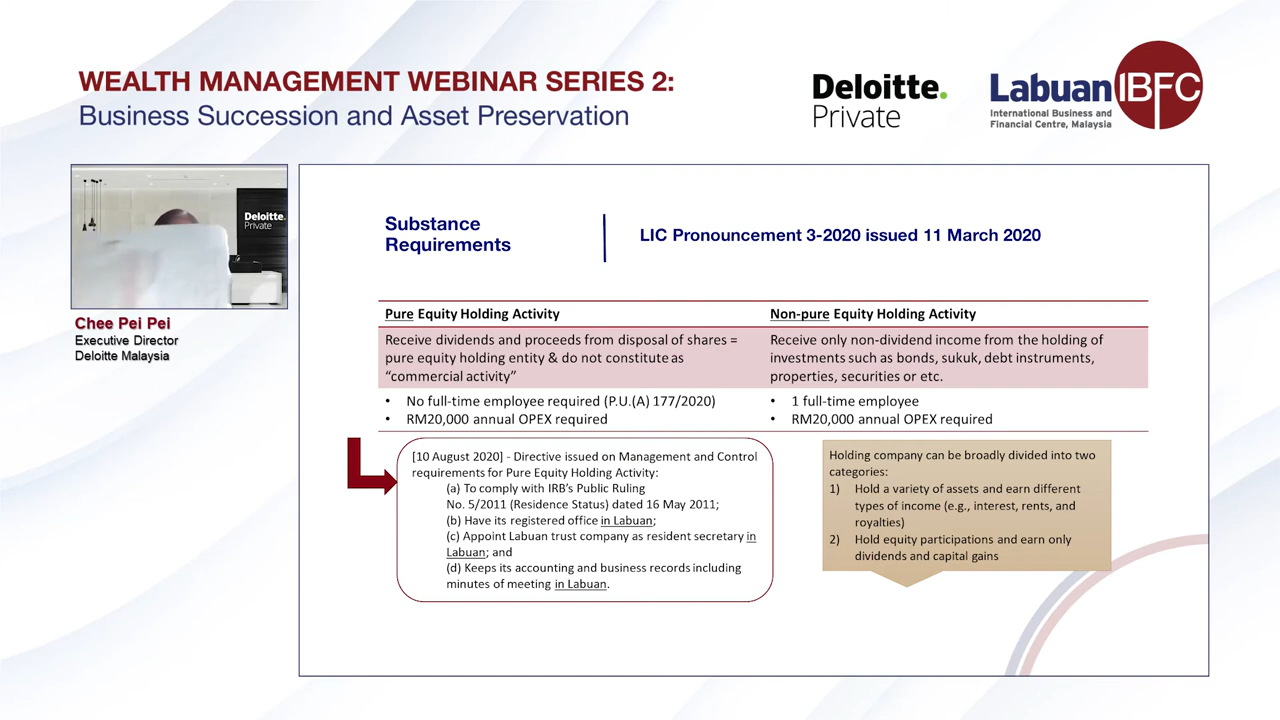 WEALTH MANAGEMENT WEBINAR SERIES 2:
Business Succession and Asset Preservation
Deloitte.
Private
Labuan IBFC
International Business and
Financial Centre, Malaysia
Deloitte.
Private
Chee Pei Pei
Executive Director
Deloitte Malaysia
Substance
Requirements
LIC Pronouncement 3-2020 issued 11 March 2020
Pure Equity Holding Activity
Receive dividends and proceeds from disposal of shares =
pure equity holding entity & do not constitute as
“commercial activity”
• No full-time employee required (P.U.(A) 177/2020)
• RM20,000 annual OPEX required
Non-pure Equity Holding Activity
Receive only non-dividend income from the holding of
investments such as bonds, sukuk, debt instruments,
properties, securities or etc.
• 1 full-time employee
• RM20,000 annual OPEX required
[10 August 2020] - Directive issued on Management and Control
requirements for Pure Equity Holding Activity:
(a) To comply with IRB’s Public Ruling
No. 5/2011 (Residence Status) dated 16 May 2011;
(b) Have its registered office in Labuan;
(c) Appoint Labuan trust company as resident secretary in
Labuan; and
(d) Keeps its accounting and business records including
minutes of meeting in Labuan.
Holding company can be broadly divided into two
categories:
1) Hold a variety of assets and earn different
types of income (e.g., interest, rents, and
royalties)
2) Hold equity participations and earn only
dividends and capital gains